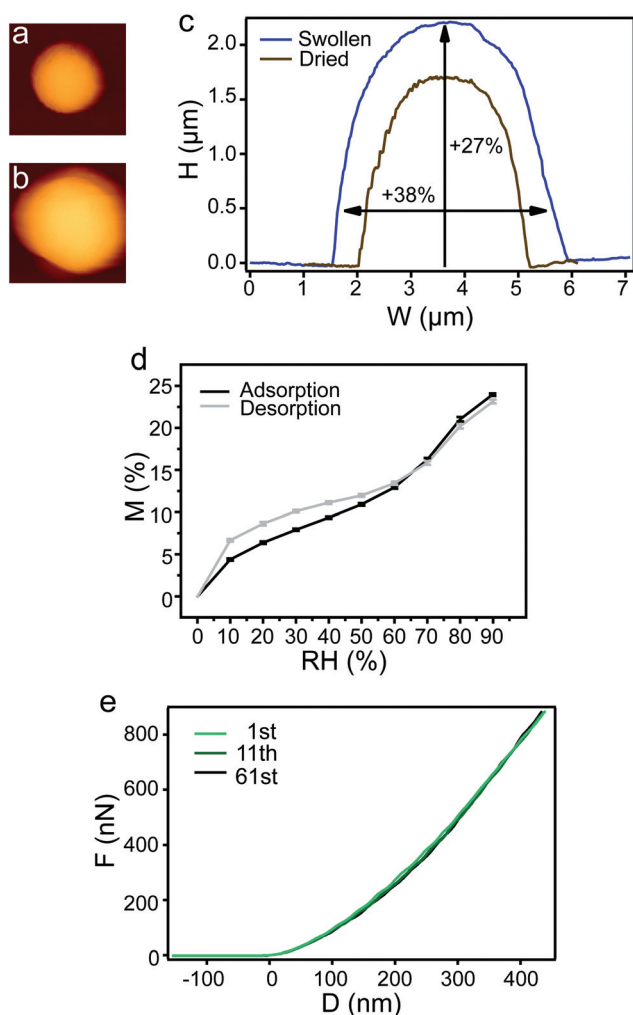 a
b
c
Swollen
Dried
+27%
+38%
H (μm)
2.0
1.5
1.0
0.5
0.0
0 1 2 3 4 5 6 7
W (μm)
d
Adsorption
Desorption
M (%)
25
20
15
10
5
0
0 10 20 30 40 50 60 70 80 90
RH (%)
e
1st
11th
61st
F (nN)
800
600
400
200
0
-100 0 100 200 300 400
D (nm)